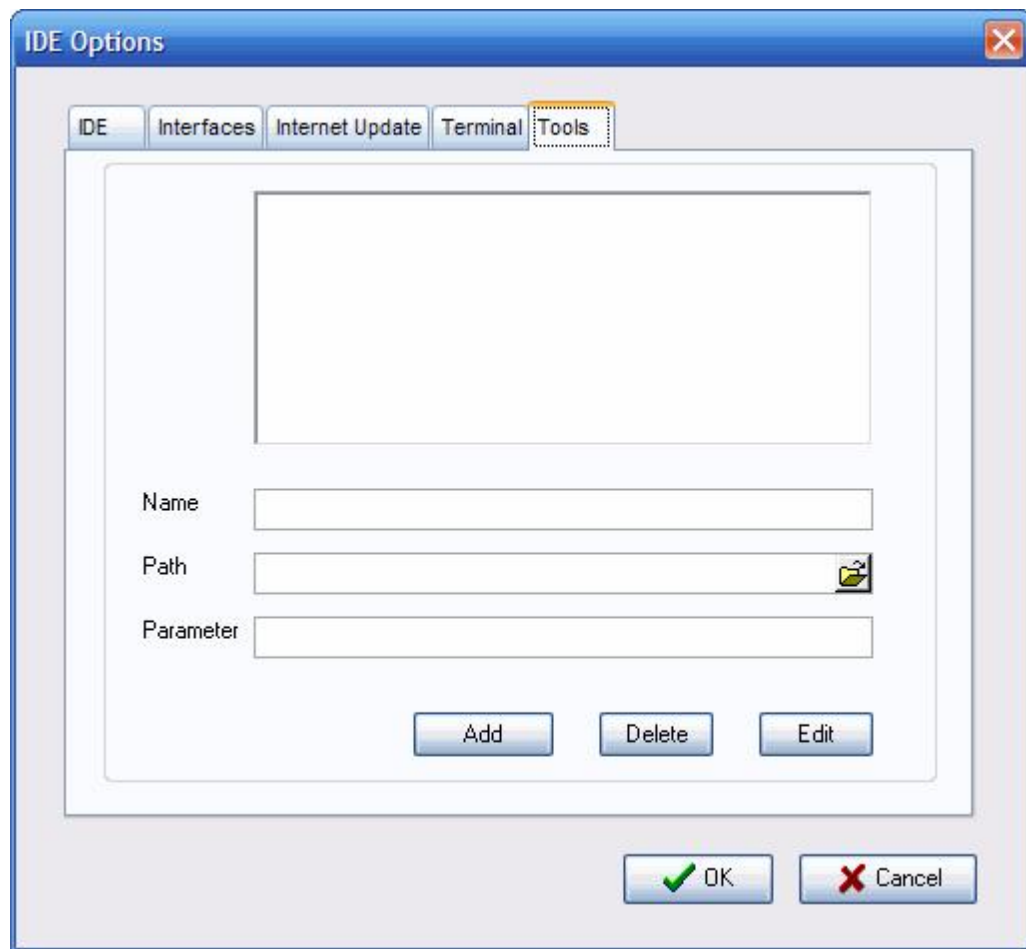 IDE Options
IDE Interfaces Internet Update Terminal Tools
Name
Path
Parameter
Add Delete Edit
OK Cancel